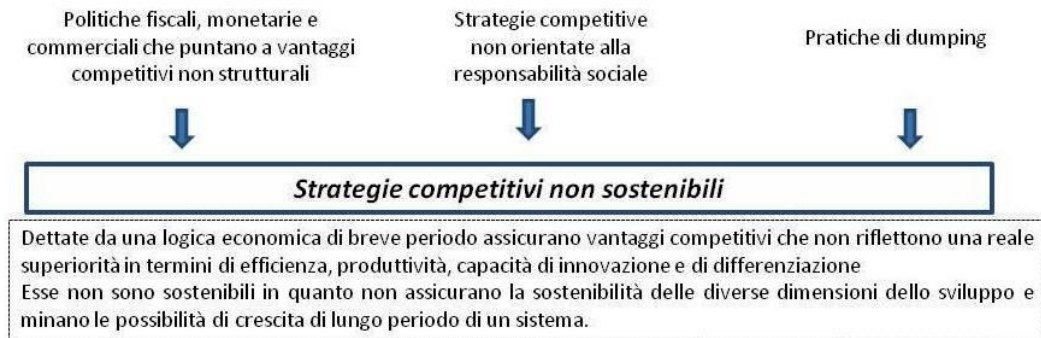 Politiche fiscali, monetarie e
commerciali che puntano a vantaggi
competitivi non strutturali
Strategie competitive
non orientate alla
responsabilità sociale
Pratiche di dumping
Strategie competitivi non sostenibili
Dettate da una logica economica di breve periodo assicurano vantaggi competitivi che non riflettono una reale
superiorità in termini di efficienza, produttività, capacità di innovazione e di differenziazione
Esse non sono sostenibili in quanto non assicurano la sostenibilità delle diverse dimensioni dello sviluppo e
minano le possibilità di crescita di lungo periodo di un sistema.